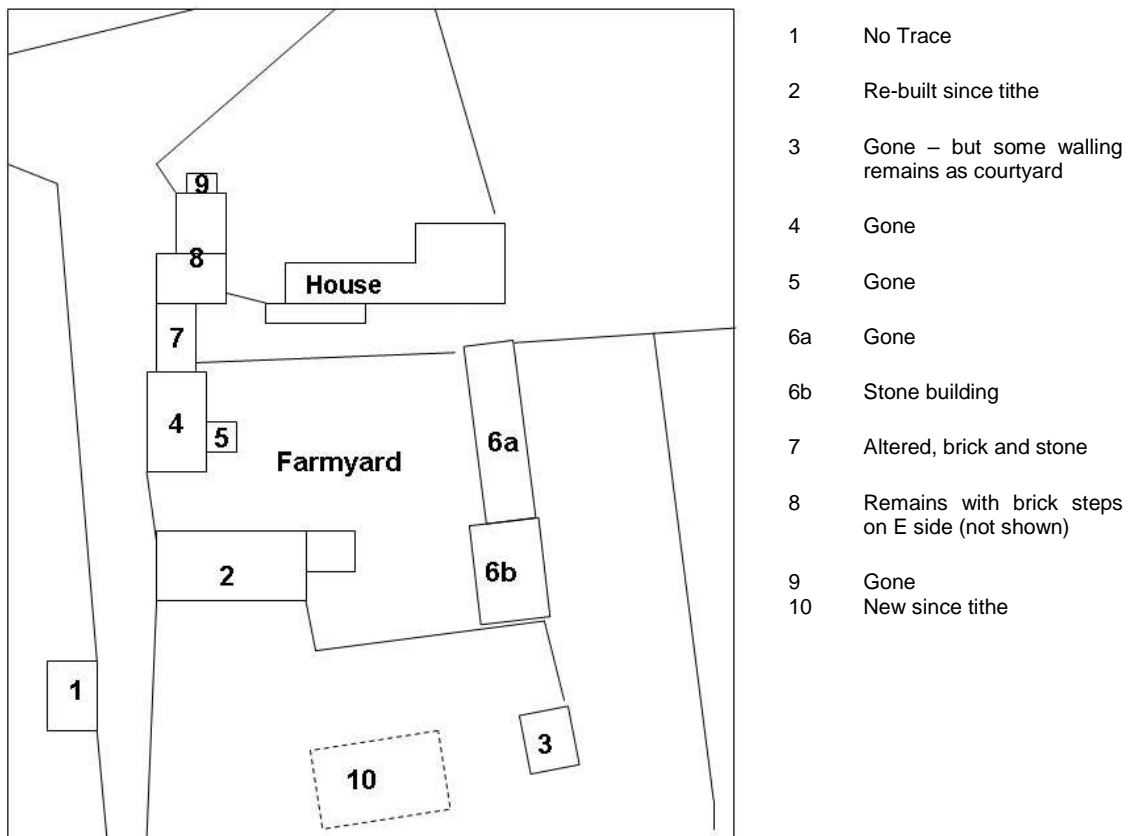 9
8
House
7
4
5
6a
Farmyard
2
6b
1
3
10
1 No Trace
2 Re-built since tithe
3 Gone – but some walling
remains as courtyard
4 Gone
5 Gone
6a Gone
6b Stone building
7 Altered, brick and stone
8 Remains with brick steps
on E side (not shown)
9 Gone
10 New since tithe